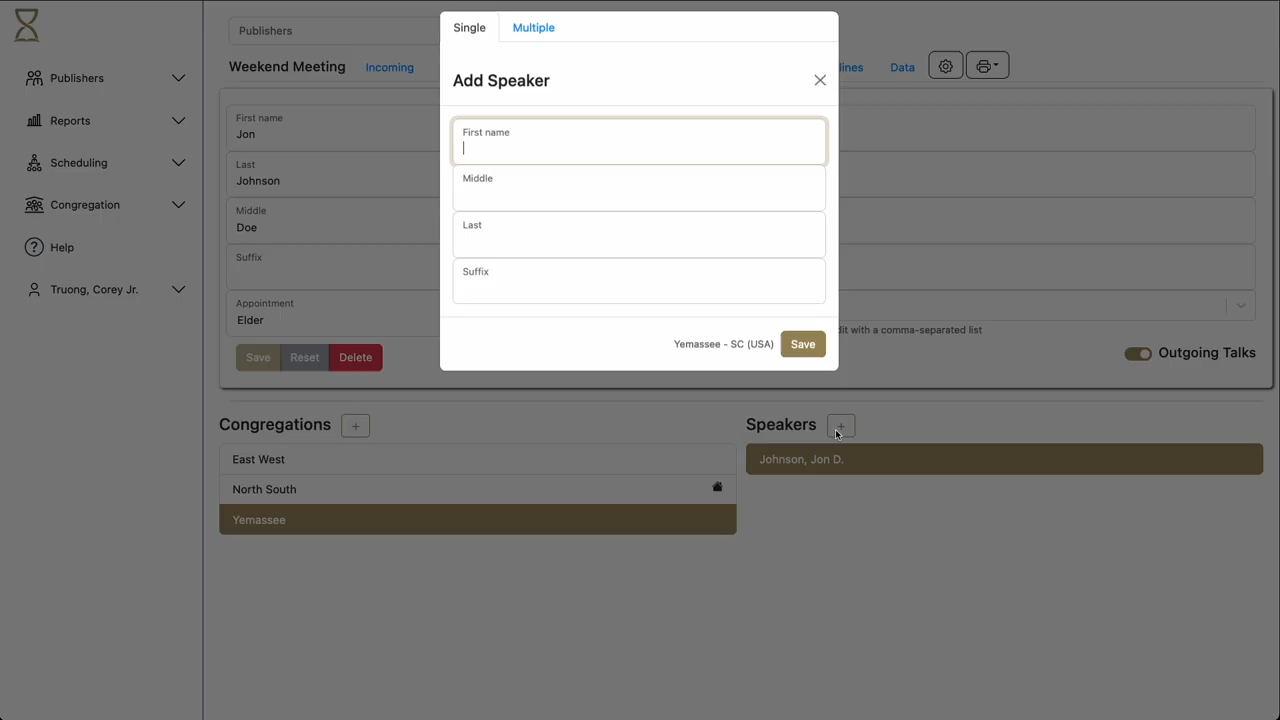 Publishers
Reports
Scheduling
Congregation
Help
Truong, Corey Jr.
Publishers
Weekend Meeting
Incoming
lines
Data
First name
Jon
Last
Johnson
Middle
Doe
Suffix
Appointment
Elder
dit with a comma-separated list
Save
Reset
Delete
Outgoing Talks
Single
Multiple
Add Speaker
First name
Middle
Last
Suffix
Yemassee - SC (USA)
Save
Congregations
+
East West
North South
Yemassee
Speakers
+
Johnson, Jon D.